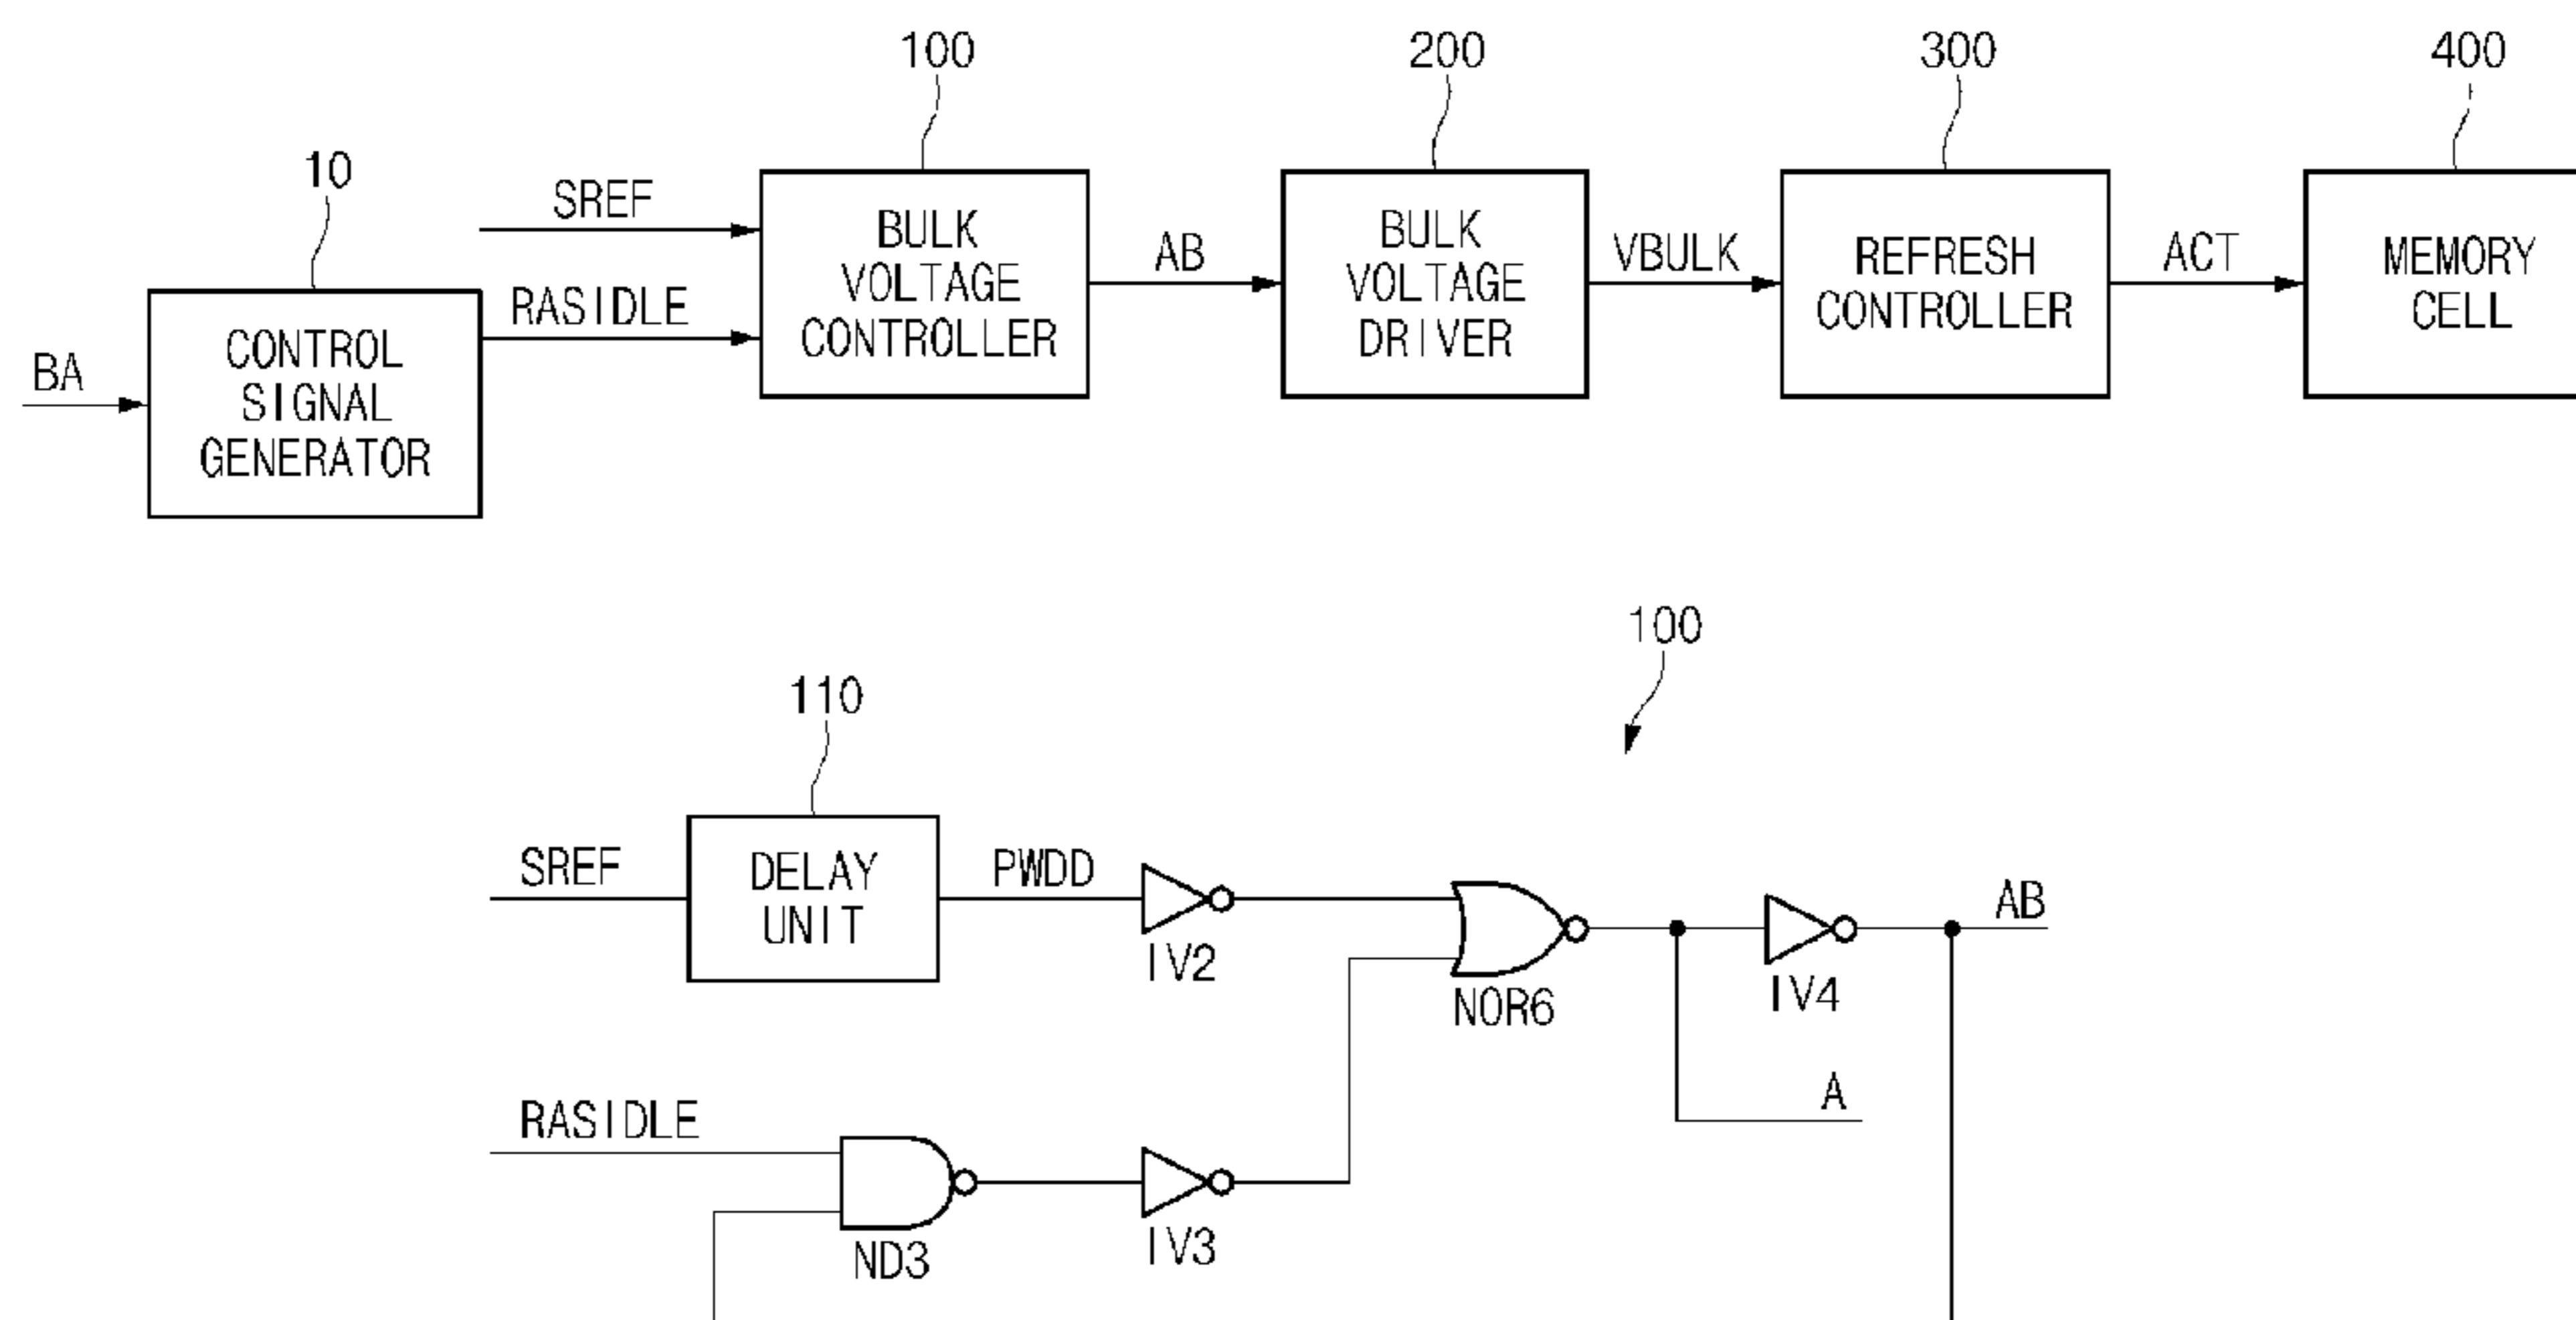 100
200
300
400
10
SREF
RASIDLE
BA
CONTROL
SIGNAL
GENERATOR
BULK
VOLTAGE
CONTROLLER
AB
BULK
VOLTAGE
DRIVER
VBULK
REFRESH
CONTROLLER
ACT
MEMORY
CELL
100
110
SREF
DELAY
UNIT
PWDD
IV2
NOR6
IV4
AB
A
RASIDLE
ND3
IV3